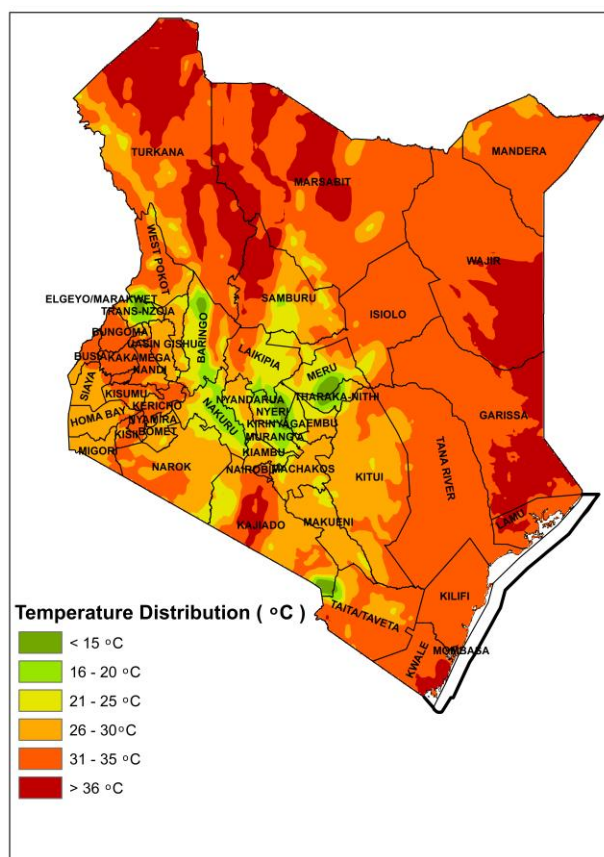 TURKANA
MANDERA
MARSABIT
WEST POKOT
WAJIR
ELGEYO/MARAKWET
TRANS-NZOIA
SAMBURU
ISIOLO
BUNGOMA
UASIN GISHU
BARINGO
BUSIA
KAKAMEGA
LAIKIPIA
NANDI
MERU
SIAYA
KISUMU
NYANDARUA
THARAKA-NITHI
KERICHO
NAKURU
NYERI
GARISSA
HOMA BAY
NYAMIRA
KIRINYAGA
EMBU
KISII
BOMET
MURANG'A
TANA RIVER
MIGORI
KIAMBU
NAROK
NAIROBI
MACHAKOS
KITUI
LAMU
KAJIADO
MAKUENI
KILIFI
TAITA/TAVETA
MOMBASA
KWALE
Temperature Distribution ( ºC )
< 15 ºC
16 - 20 ºC
21 - 25 ºC
26 - 30ºC
31 - 35 ºC
> 36 ºC